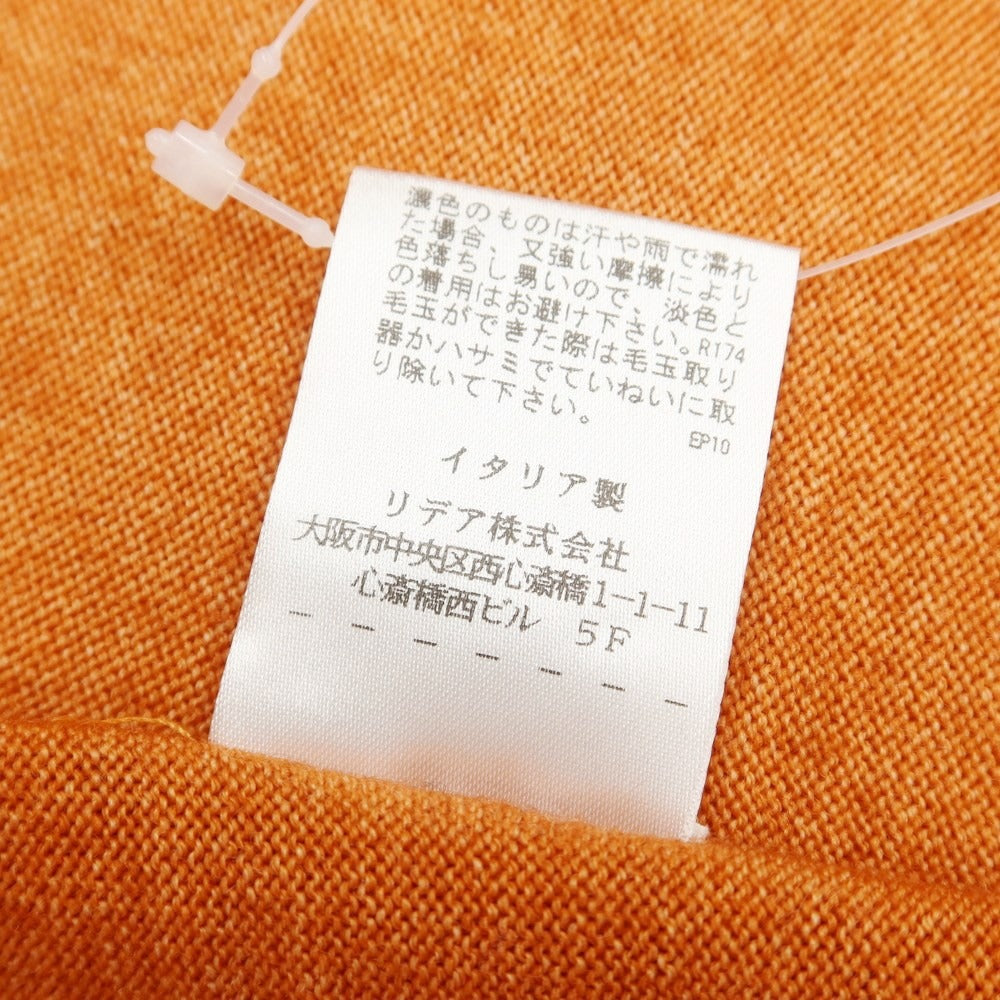 濃色のものは汗や雨で濡れ
た場合、又強い摩擦により
色落ちし易いので、淡色と
の着用はお避け下さい。R174
毛玉ができた際は毛玉取り
器かハサミでていねいに取
り除いて下さい。
EP10
イタリア製
リデア株式会社
大阪市中央区西心斎橋1-1-11
心斎橋西ビル 5F